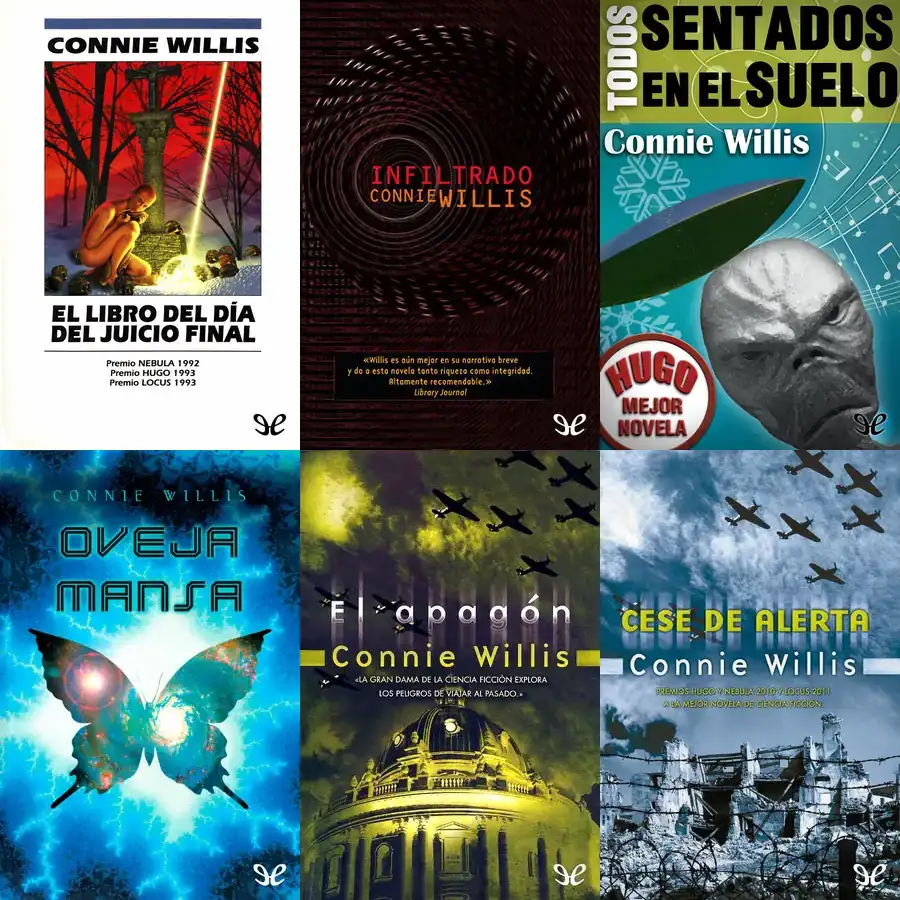 CONNIE WILLIS
EL LIBRO DEL DÍA
DEL JUICIO FINAL
Premio NEBULA 1992
Premio HUGO 1993
Premio LOCUS 1993
INFILTRADO
CONNIE WILLIS
«Willis es aún mejor en su narrativa breve
y da a esta novela tanto riqueza como integridad.
Altamente recomendable.»
Library Journal
TODOS
SENTADOS
EN EL SUELO
Connie Willis
HUGO
MEJOR
NOVELA
CONNIE WILLIS
OVEJA
MANSA
El apagón
Connie Willis
«LA GRAN DAMA DE LA CIENCIA FICCIÓN EXPLORA
LOS PELIGROS DE VIAJAR AL PASADO.»
CESE DE ALERTA
Connie Willis
PREMIOS HUGO Y NEBULA 2010 Y LOCUS 2011
A LA MEJOR NOVELA DE CIENCIA FICCIÓN.